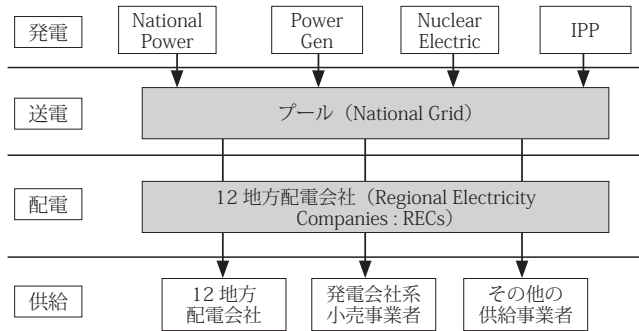 発電
National
Power
Power
Gen
Nuclear
Electric
IPP
送電
プール（National Grid）
配電
12 地方配電会社（Regional Electricity
Companies : RECs）
供給
12 地方
配電会社
発電会社系
小売事業者
その他の
供給事業者